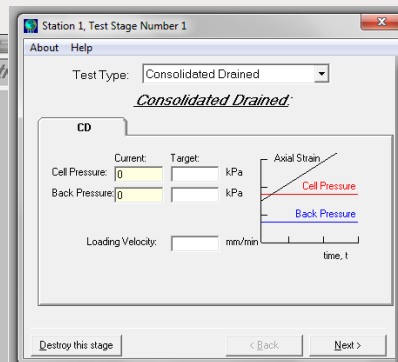 Station 1, Test Stage Number 1
About Help
Test Type: Consolidated Drained
Consolidated Drained:
CD
Current: Target:
Cell Pressure: 0 kPa
Back Pressure: 0 kPa
Loading Velocity: mm/min
Axial Strain
Cell Pressure
Back Pressure
time, t
Destroy this stage < Back Next >